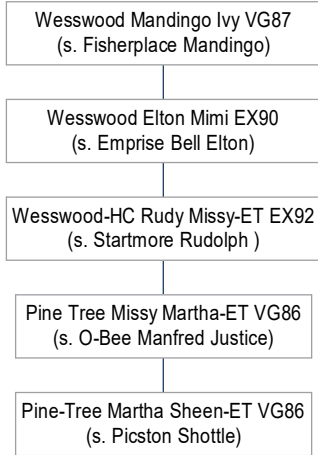 Wesswood Mandingo Ivy VG87
(s. Fisherplace Mandingo)
Wesswood Elton Mimi EX90
(s. Emprise Bell Elton)
Wesswood-HC Rudy Missy-ET EX92
(s. Startmore Rudolph )
Pine Tree Missy Martha-ET VG86
(s. O-Bee Manfred Justice)
Pine-Tree Martha Sheen-ET VG86
(s. Picston Shottle)